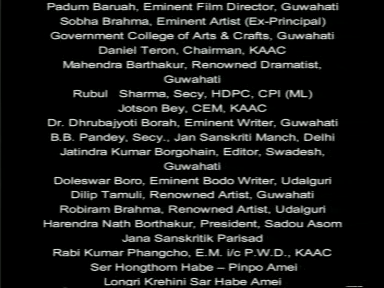 Padum Baruah, Eminent Film Director, Guwahati
Sobha Brahma, Eminent Artist (Ex-Principal)
Government College of Arts & Crafts, Guwahati
Daniel Teron, Chairman, KAAC
Mahendra Barthakur, Renowned Dramatist,
Guwahati
Rubul Sharma, Secy, HDPC, CPI (ML)
Jotson Bey, CEM, KAAC
Dr. Dhrubajyoti Borah, Eminent Writer, Guwahati
B.B. Pandey, Secy., Jan Sanskriti Manch, Delhi
Jatindra Kumar Borgohain, Editor, Swadesh,
Guwahati
Doleswar Boro, Eminent Bodo Writer, Udalguri
Dilip Tamuli, Renowned Artist, Guwahati
Robiram Brahma, Renowned Artist, Udalguri
Harendra Nath Borthakur, President, Sadou Asom
Jana Sanskritik Parisad
Rabi Kumar Phangcho, E.M. i/c P.W.D., KAAC
Ser Hongthom Habe – Pinpo Amei
Longri Krehini Sar Habe Amei